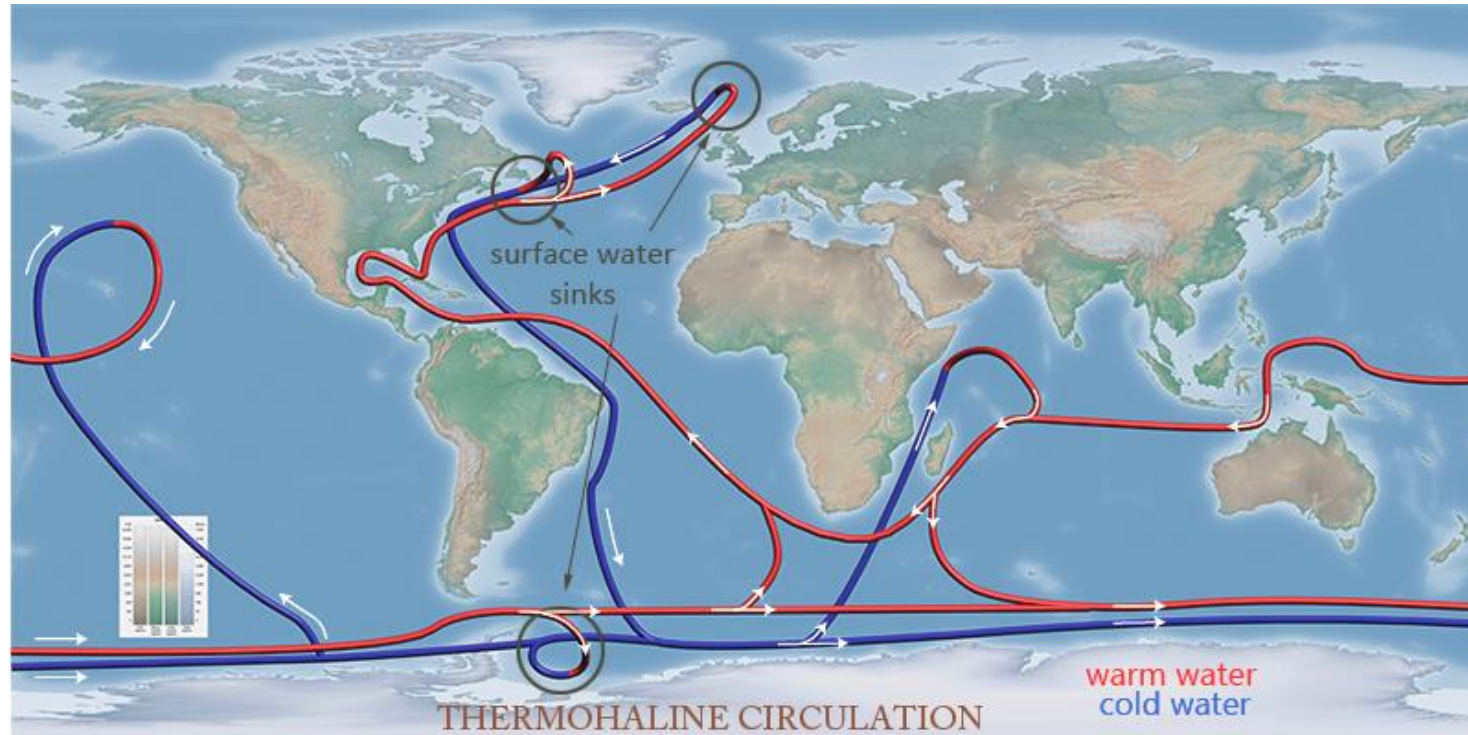 surface water
sinks
warm water
cold water
THERMOHALINE CIRCULATION